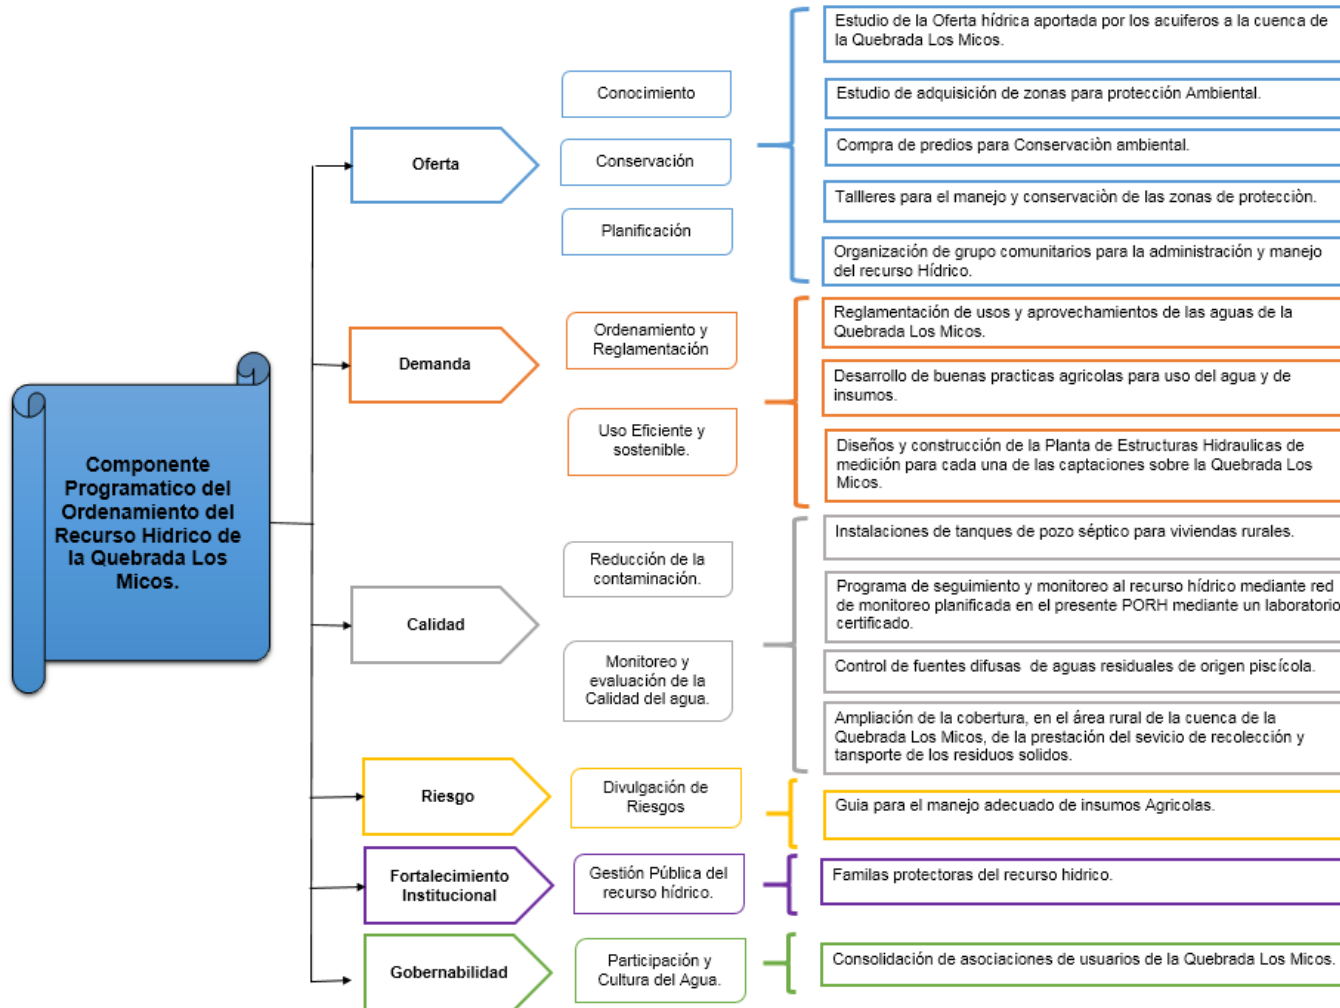 Componente
Programatico del
Ordenamiento del
Recurso Hidrico de
la Quebrada Los
Micos.
Oferta
Conocimiento
Conservación
Planificación
Estudio de la Oferta hídrica aportada por los acuiferos a la cuenca de
la Quebrada Los Micos.
Estudio de adquisición de zonas para protección Ambiental.
Compra de predios para Conservaciòn ambiental.
Tallleres para el manejo y conservaciòn de las zonas de protecciòn.
Organización de grupo comunitarios para la administración y manejo
del recurso Hídrico.
Demanda
Ordenamiento y
Reglamentación
Uso Eficiente y
sostenible.
Reglamentación de usos y aprovechamientos de las aguas de la
Quebrada Los Micos.
Desarrollo de buenas practicas agricolas para uso del agua y de
insumos.
Diseños y construcción de la Planta de Estructuras Hidraulicas de
medición para cada una de las captaciones sobre la Quebrada Los
Micos.
Calidad
Reducción de la
contaminación.
Monitoreo y
evaluación de la
Calidad del agua.
Instalaciones de tanques de pozo séptico para viviendas rurales.
Programa de seguimiento y monitoreo al recurso hídrico mediante red
de monitoreo planificada en el presente PORH mediante un laboratorio
certificado.
Control de fuentes difusas de aguas residuales de origen piscícola.
Ampliación de la cobertura, en el área rural de la cuenca de la
Quebrada Los Micos, de la prestación del sevicio de recolección y
tansporte de los residuos solidos.
Riesgo
Divulgación de
Riesgos
Guia para el manejo adecuado de insumos Agricolas.
Fortalecimiento
Institucional
Gestión Pública del
recurso hídrico.
Familas protectoras del recurso hidrico.
Gobernabilidad
Participación y
Cultura del Agua.
Consolidación de asociaciones de usuarios de la Quebrada Los Micos.